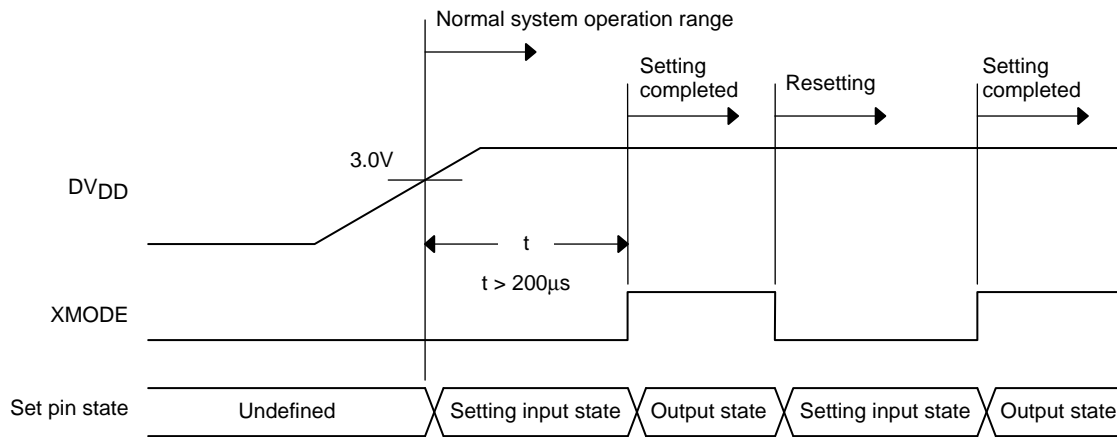 Normal system operation range
Setting
completed
Resetting
Setting
completed
3.0V
DVDD
t
t > 200μs
XMODE
Set pin state
Undefined
Setting input state
Output state
Setting input state
Output state